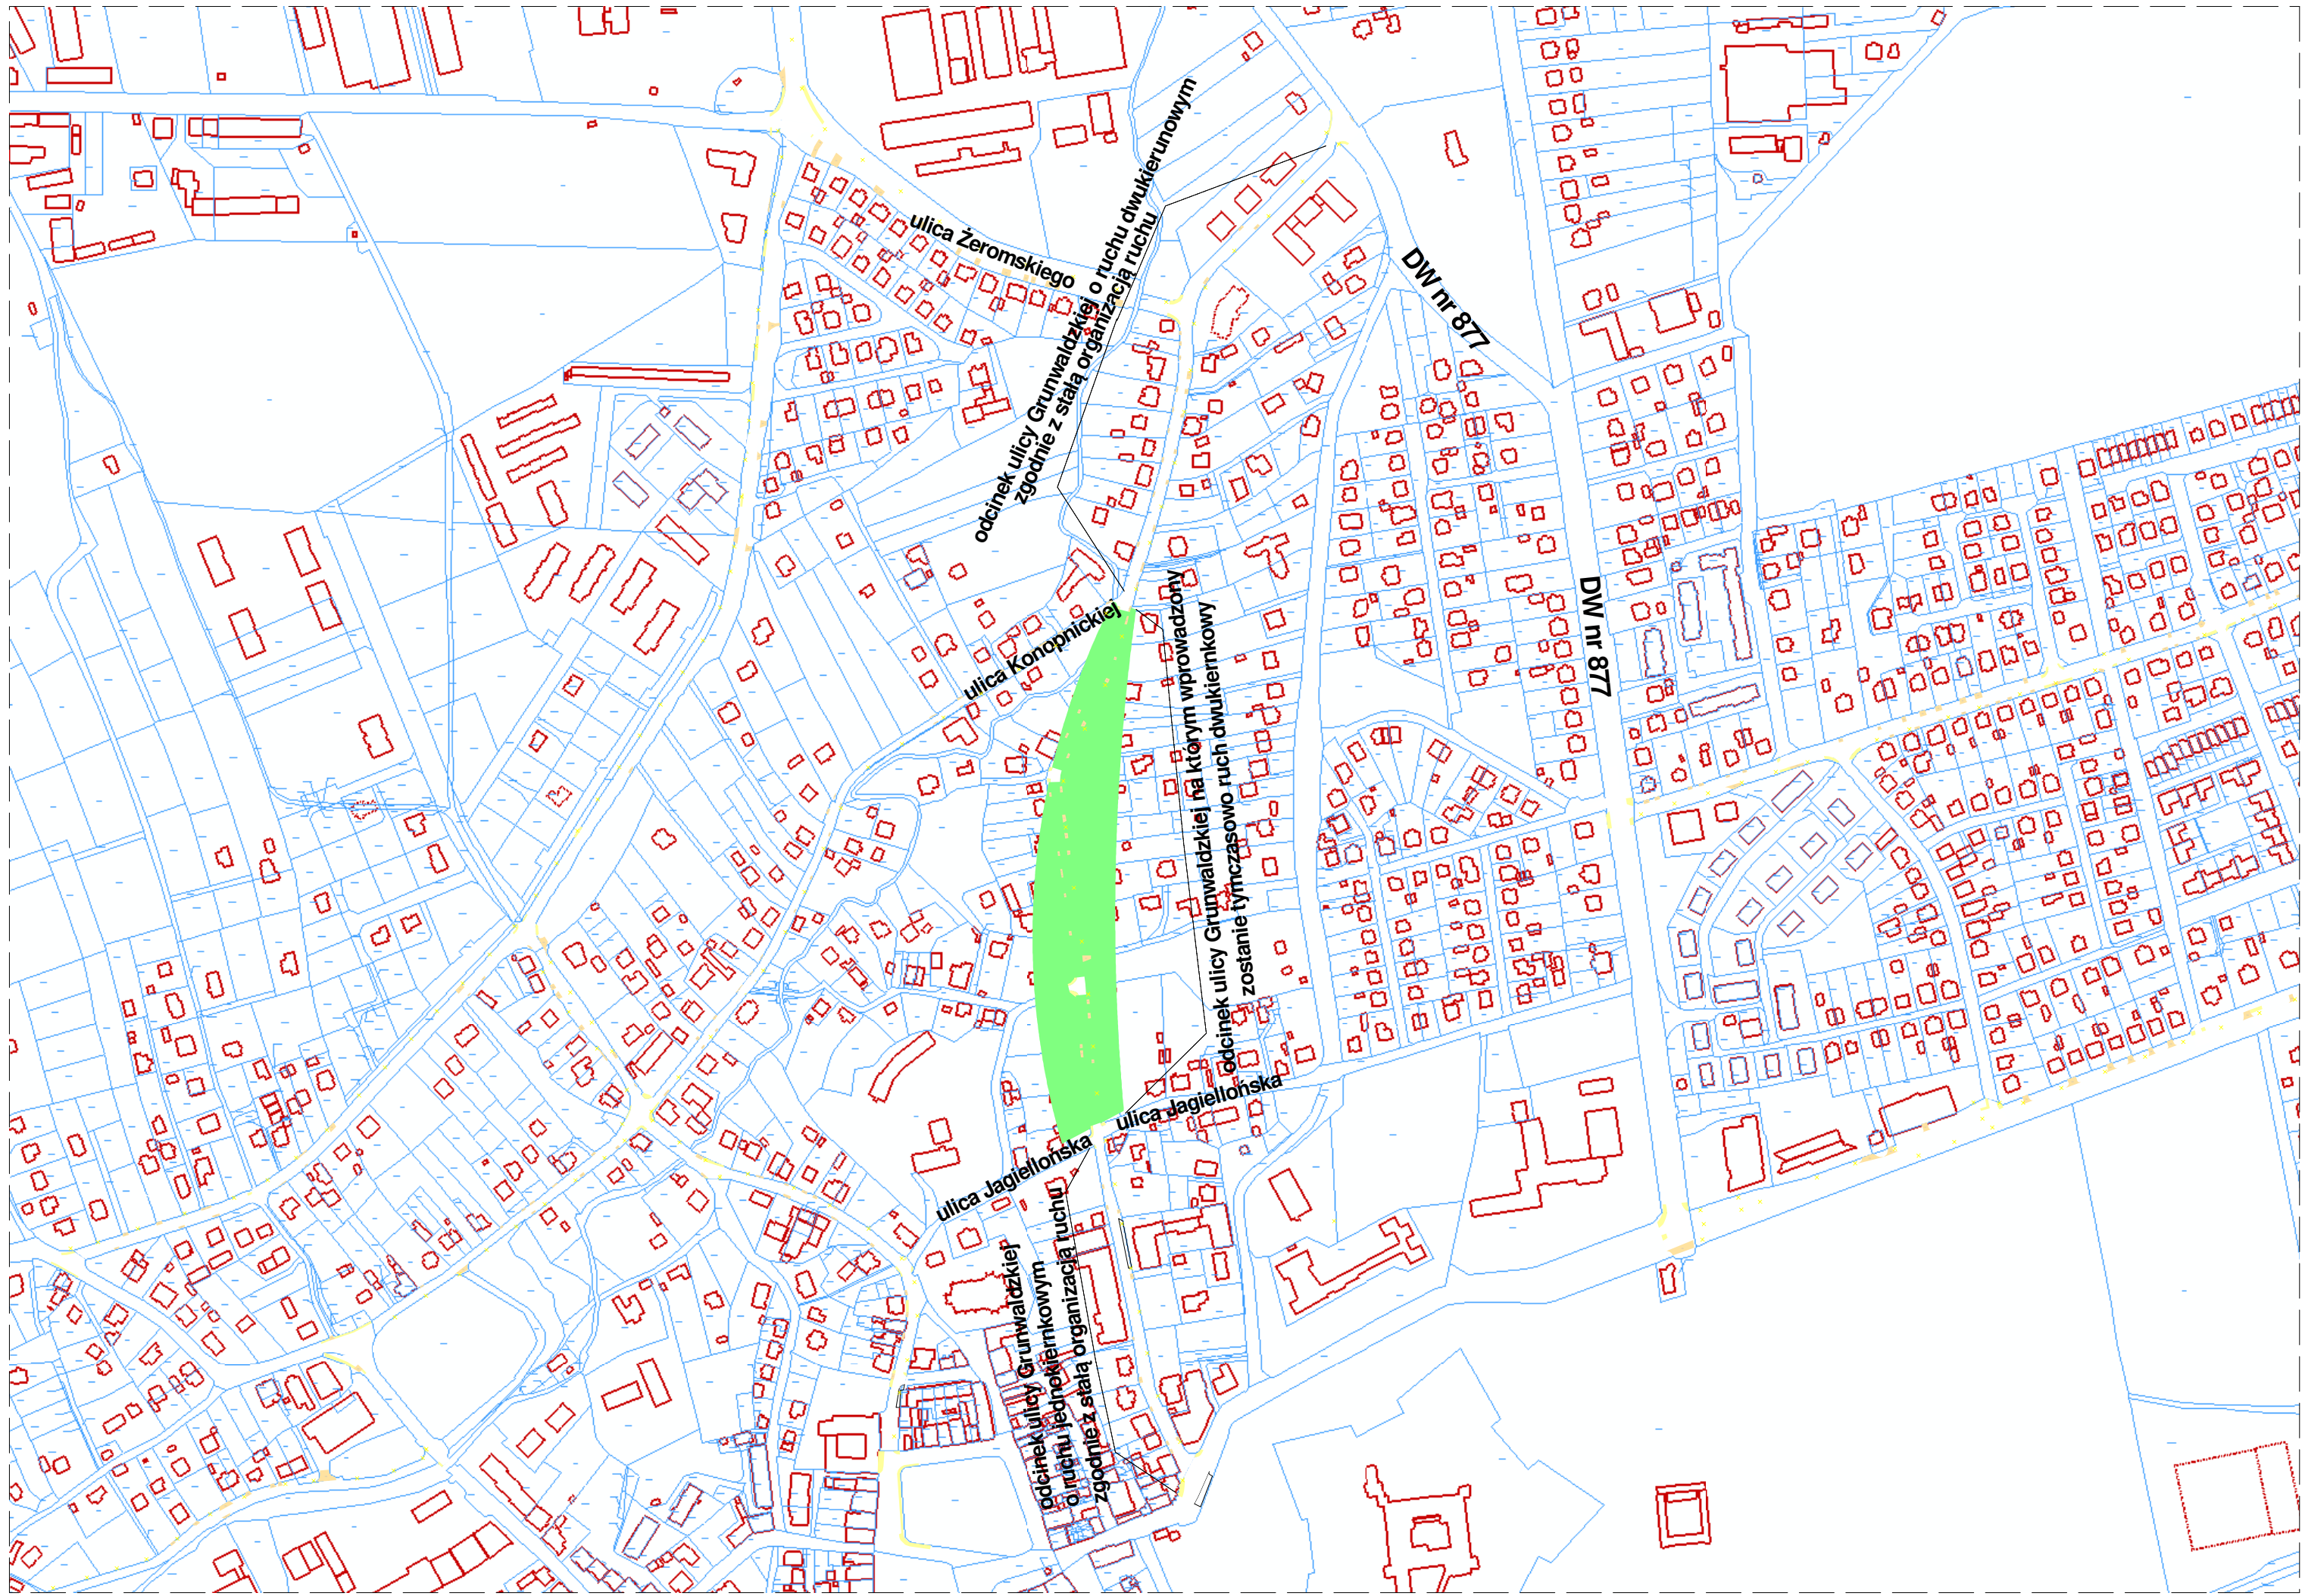 odcinek ulicy Grunwaldzkiej o ruchu dwukierunowym
zgodnie z stałą organizacją ruchu
ulica Żeromskiego
DW nr 877
DW nr 877
ulica Konopnickiej
odcinek ulicy Grunwaldzkiej na którym wprowadzony
zostanie tymczasowo ruch dwukiernkowy
ulica Jagiellońska
ulica Jagiellońska
odcinek ulicy Grunwaldzkiej
o ruchu jednokiernkowym
zgodnie z stałą organizacją ruchu